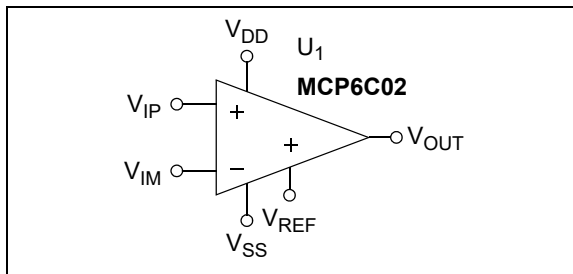 V_DD
U_1
MCP6C02
V_IP
+
+
V_OUT
V_IM
−
V_REF
V_SS